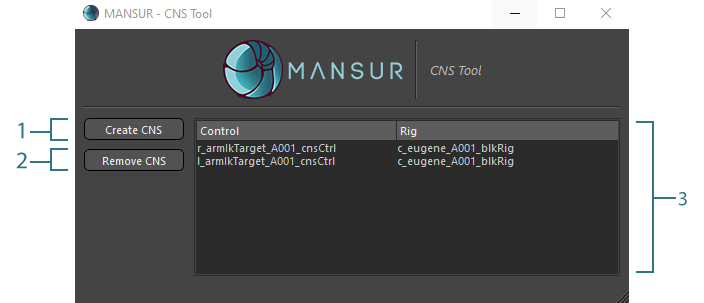 MANSUR - CNS Tool
MANSUR
CNS Tool
1
Create CNS
2
Remove CNS
Control Rig
r_armIkTarget_A001_cnsCtrl c_eugene_A001_blkRig
l_armIkTarget_A001_cnsCtrl c_eugene_A001_blkRig
3